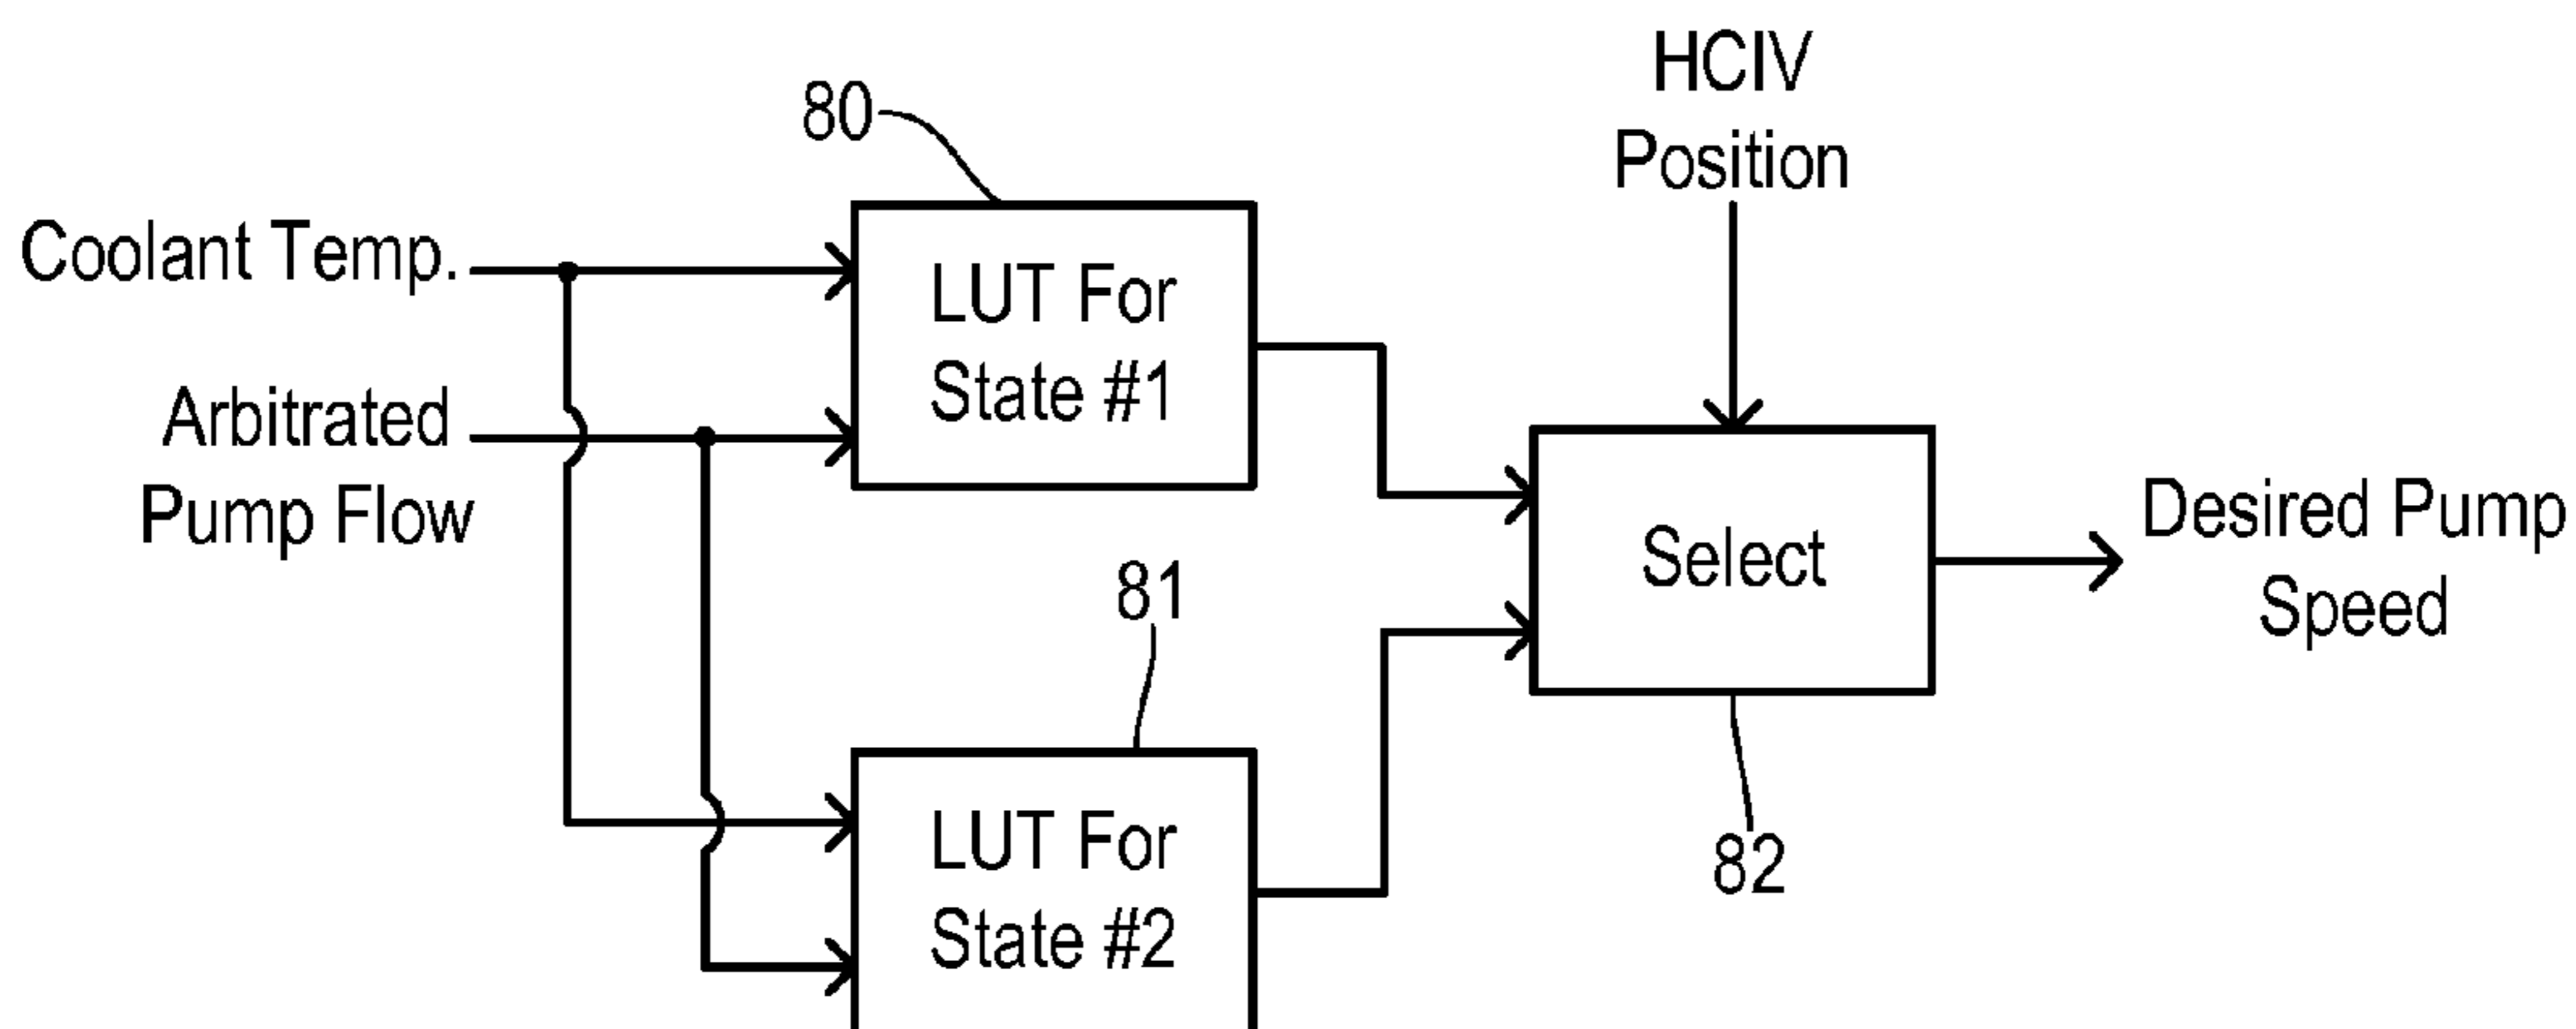 HCIV
Position
80
Coolant Temp.
LUT For
State #1
Arbitrated
Pump Flow
Select
Desired Pump
Speed
81
LUT For
State #2
82